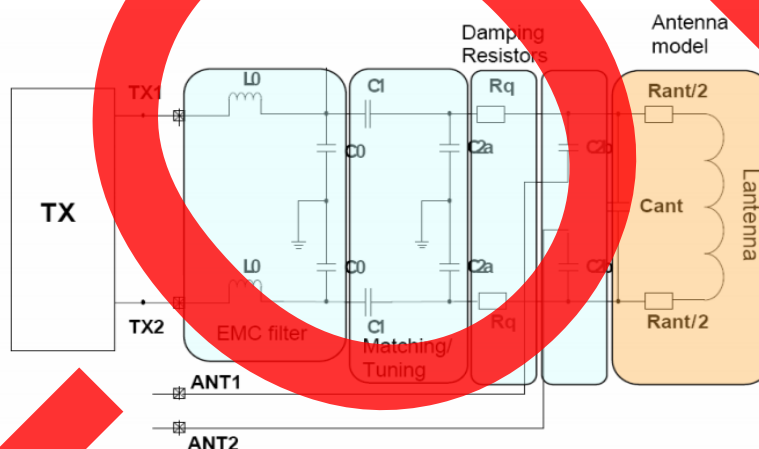 Damping
Resistors
Antenna
model
TX1
L0
C1
Rq
Rant/2
C0
C2a
C2b
TX
Cant
Lantenna
L0
C0
C2a
C2b
TX2
EMC filter
C1
Matching/
Tuning
Rq
Rant/2
ANT1
ANT2